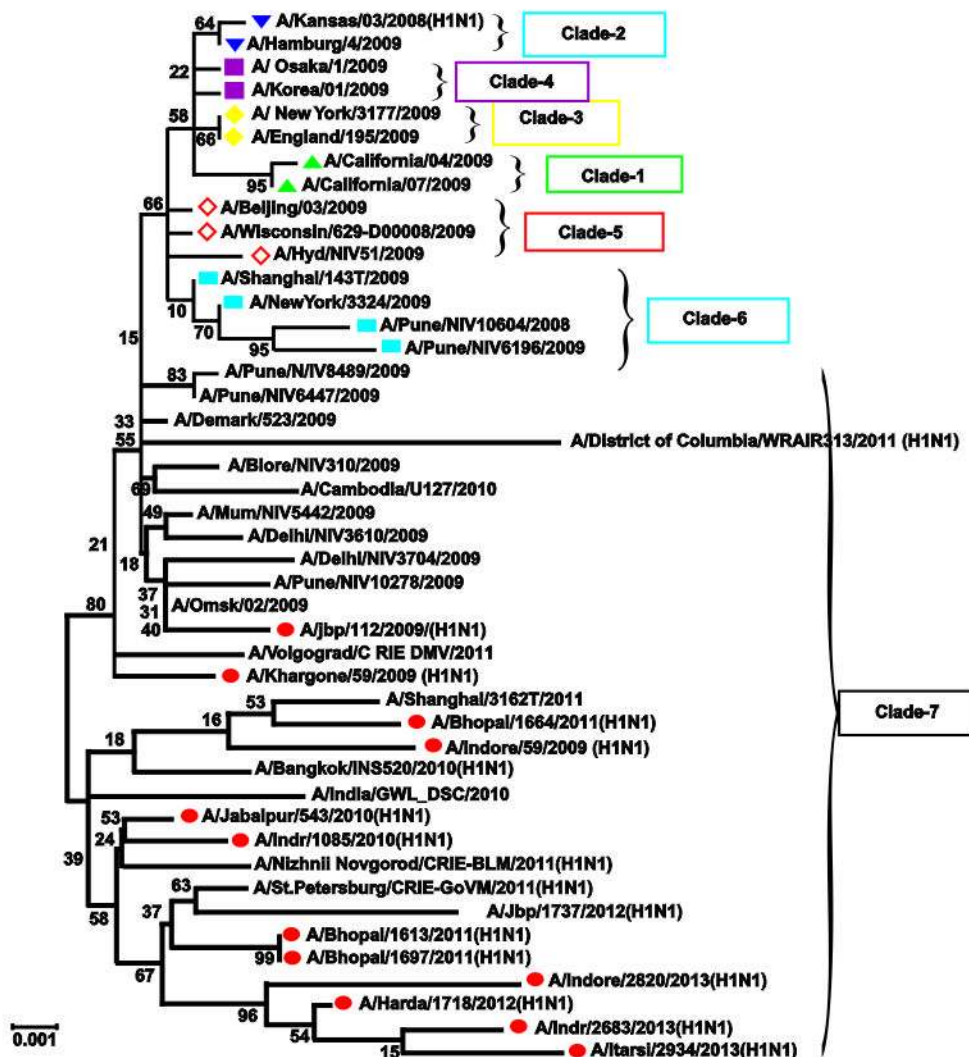 64
A/Kansas/03/2008(H1N1)
A/Hamburg/4/2009
Clade-2
22
A/ Osaka/1/2009
A/Korea/01/2009
Clade-4
58
A/ New York/3177/2009
66
A/England/195/2009
Clade-3
A/California/04/2009
95
A/California/07/2009
Clade-1
66
A/Beijing/03/2009
A/Wisconsin/629-D00008/2009
A/Hyd/NIV51/2009
Clade-5
A/Shanghai/143T/2009
10
A/NewYork/3324/2009
70
A/Pune/NIV10604/2008
95
A/Pune/NIV6196/2009
Clade-6
15
83
A/Pune/N/IV8489/2009
A/Pune/NIV6447/2009
33
A/Demark/523/2009
55
A/District of Columbia/WRAIR313/2011 (H1N1)
A/Blore/NIV310/2009
69
A/Cambodia/U127/2010
49
A/Mum/NIV5442/2009
A/Delhi/NIV3610/2009
21
18
A/Delhi/NIV3704/2009
37
A/Pune/NIV10278/2009
31
A/Omsk/02/2009
40
A/jbp/112/2009/(H1N1)
80
A/Volgograd/C RIE DMV/2011
A/Khargone/59/2009 (H1N1)
53
A/Shanghai/3162T/2011
16
A/Bhopal/1664/2011(H1N1)
Clade-7
18
A/Indore/59/2009 (H1N1)
A/Bangkok/INS520/2010(H1N1)
A/India/GWL_DSC/2010
53
A/Jabalpur/543/2010(H1N1)
24
A/Indr/1085/2010(H1N1)
39
A/Nizhnii Novgorod/CRIE-BLM/2011(H1N1)
63
A/St.Petersburg/CRIE-GoVM/2011(H1N1)
58
37
A/Jbp/1737/2012(H1N1)
A/Bhopal/1613/2011(H1N1)
99
A/Bhopal/1697/2011(H1N1)
67
A/Indore/2820/2013(H1N1)
96
A/Harda/1718/2012(H1N1)
54
A/Indr/2683/2013(H1N1)
15
A/Itarsi/2934/2013(H1N1)
0.001